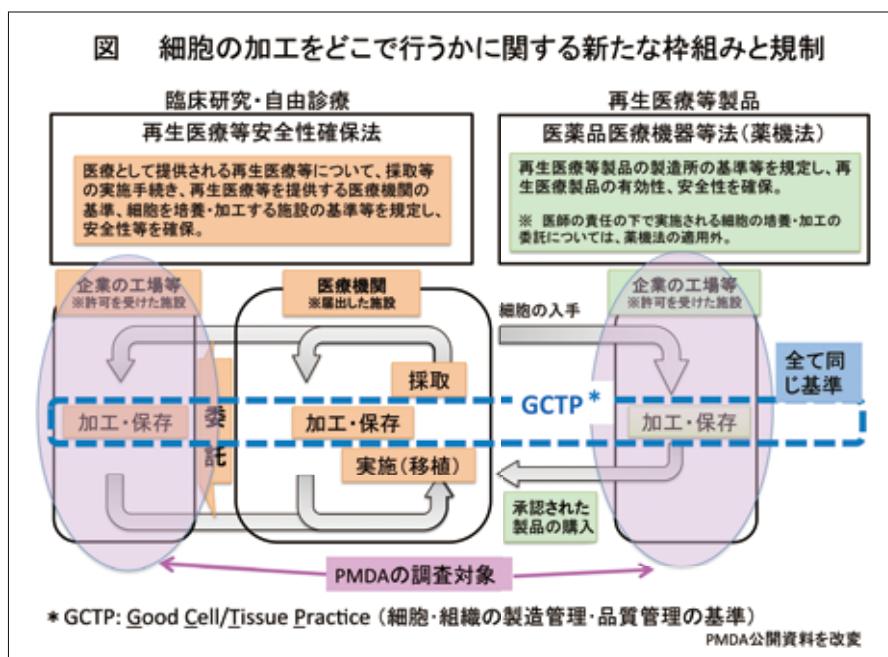 図 細胞の加工をどこで行うかに関する新たな枠組みと規制
臨床研究・自由診療
再生医療等安全性確保法
医療として提供される再生医療等について、採取等
の実施手続き、再生医療等を提供する医療機関の
基準、細胞を培養・加工する施設の基準等を規定し、
安全性等を確保。
再生医療等製品
医薬品医療機器等法(薬機法)
再生医療等製品の製造所の基準等を規定し、再
生医療製品の有効性、安全性を確保。
※ 医師の責任の下で実施される細胞の培養・加工の
委託については、薬機法の適用外。
企業の工場等
※許可を受けた施設
医療機関
※届出した施設
細胞の入手
企業の工場等
※許可を受けた施設
採取
全て同
じ基準
GCTP*
加工・保存
委
託
加工・保存
加工・保存
実施(移植)
承認された
製品の購入
PMDAの調査対象
* GCTP: Good Cell/Tissue Practice (細胞・組織の製造管理・品質管理の基準)
PMDA公開資料を改変